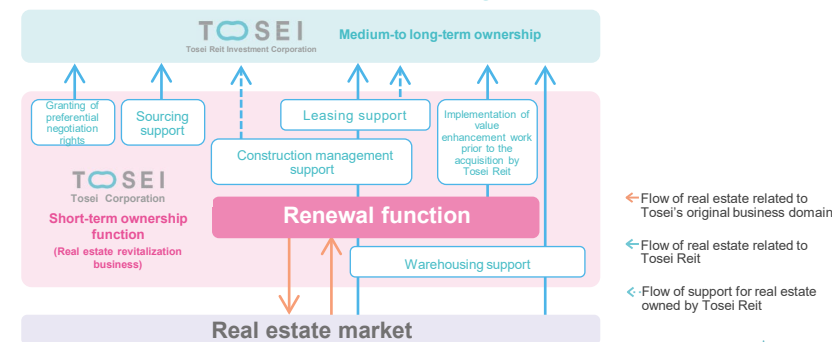 TOSEI
Tosei Reit Investment Corporation
Medium-to long-term ownership
Granting of
preferential
negotiation
rights
Sourcing
support
Leasing support
Construction management
support
Implementation of
value
enhancement work
prior to the
acquisition by
Tosei Reit
TOSEI
Tosei Corporation
Short-term ownership
function
(Real estate revitalization
business)
Renewal function
Warehousing support
Real estate market
Flow of real estate related to
Tosei's original business domain
Flow of real estate related to
Tosei Reit
Flow of support for real estate
owned by Tosei Reit